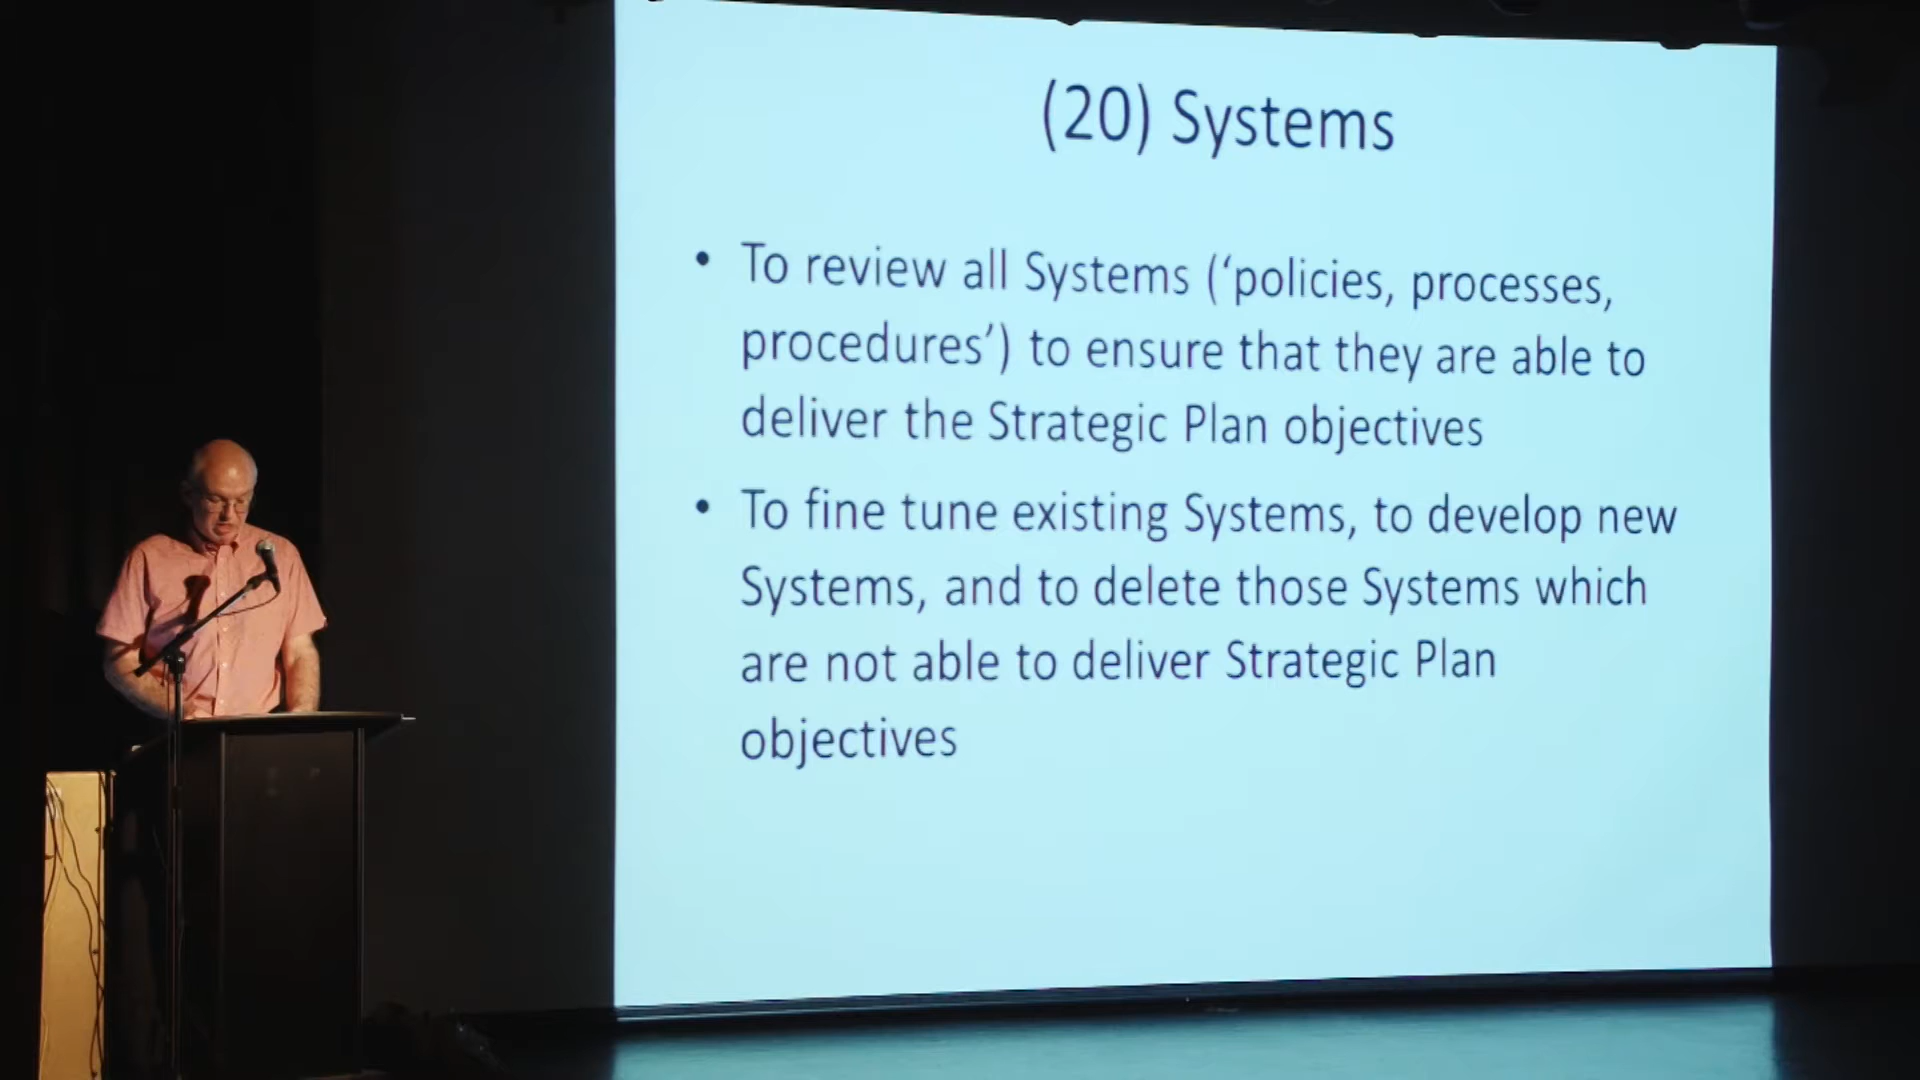 (20) Systems
• To review all Systems (‘policies, processes,
procedures’) to ensure that they are able to
deliver the Strategic Plan objectives
• To fine tune existing Systems, to develop new
Systems, and to delete those Systems which
are not able to deliver Strategic Plan
objectives